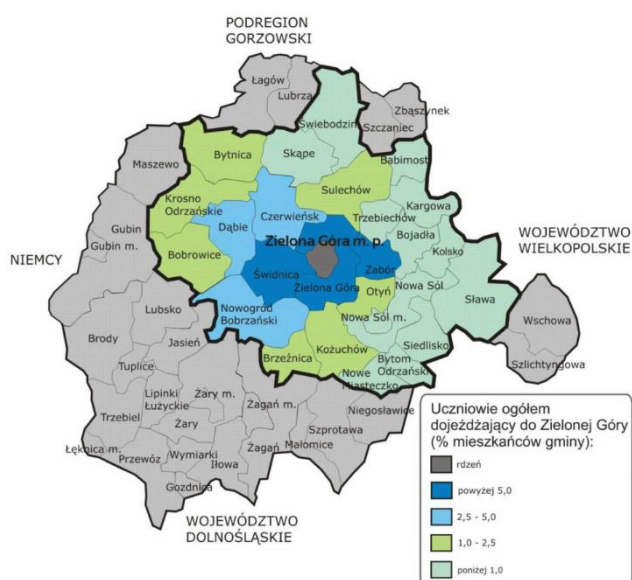 PODREGION
GORZOWSKI
Łagów
Lubrza
Zbąszynek
Świebodzin
Szczaniec
Bytnica
Skąpe
Babimost
Maszewo
Sulechów
Kargowa
Krosno
Odrzańskie
Trzebiechów
Czerwieńsk
Bojadła
Gubin
Dąbie
Zielona Góra m. p.
Kolsko
WOJEWÓDZTWO
WIELKOPOLSKIE
Gubin m.
Bobrowice
NIEMCY
Świdnica
Zabór
Zielona Góra
Otyń
Nowa Sól
Sława
Nowogród
Bobrzański
Nowa Sól m.
Lubsko
Wschowa
Brody
Jasień
Siedlisko
Brzeźnica
Kożuchów
Bytom
Odrzański
Szlichtyngowa
Tuplice
Nowe
Miasteczko
Lipinki
Łużyckie
Żary m.
Żagań m.
Niegosławice
Trzebiel
Żary
Szprotawa
Łęknica m.
Przewóz
Wymiarki
Żagań
Małomice
Iłowa
Gozdnica
WOJEWÓDZTWO
DOLNOŚLĄSKIE
Uczniowie ogółem
dojeżdżający do Zielonej Góry
(% mieszkańców gminy):
rdzeń
powyżej 5,0
2,5 - 5,0
1,0 - 2,5
poniżej 1,0